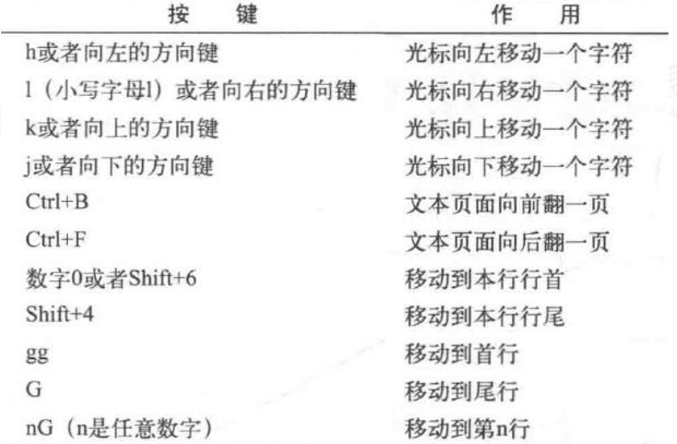 按 键 作 用
h或者向左的方向键 光标向左移动一个字符
l（小写字母l）或者向右的方向键 光标向右移动一个字符
k或者向上的方向键 光标向上移动一个字符
j或者向下的方向键 光标向下移动一个字符
Ctrl+B 文本页面向前翻一页
Ctrl+F 文本页面向后翻一页
数字0或者Shift+6 移动到本行行首
Shift+4 移动到本行行尾
gg 移动到首行
G 移动到尾行
nG（n是任意数字） 移动到第n行